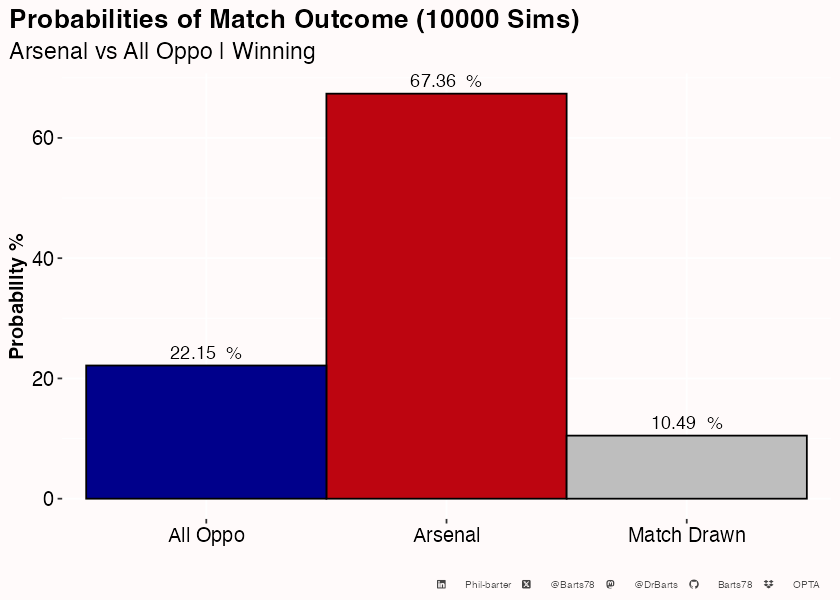 Probabilities of Match Outcome (10000 Sims)
Arsenal vs All Oppo | Winning
67.36 %
60
Probability %
40
22.15 %
20
10.49 %
0
All Oppo Arsenal Match Drawn
Phil-barter @Barts78 @DrBarts Barts78 OPTA